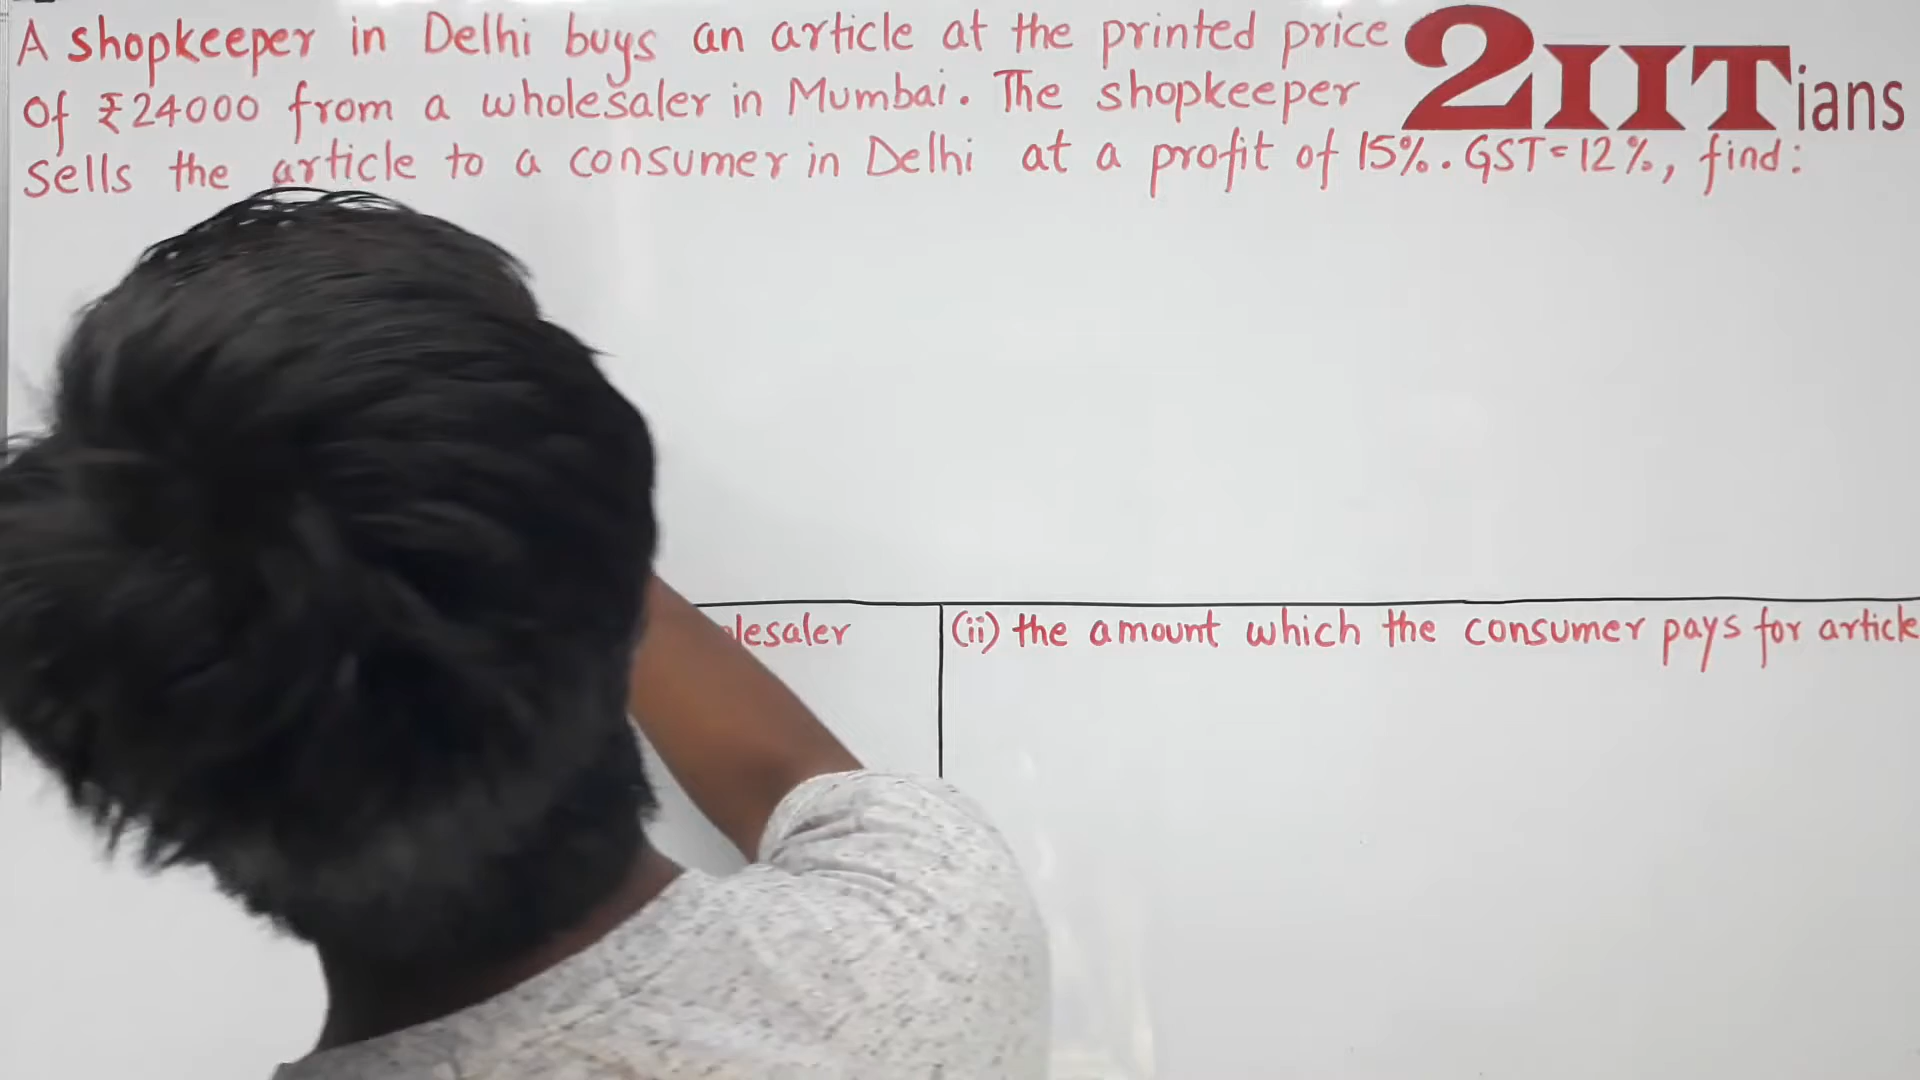 A shopkeeper in Delhi buys an article at the printed price
of ₹24000 from a wholesaler in Mumbai. The shopkeeper
sells the article to a consumer in Delhi at a profit of 15%. GST=12%, find:
2IITians
(ii) the amount which the consumer pays for article